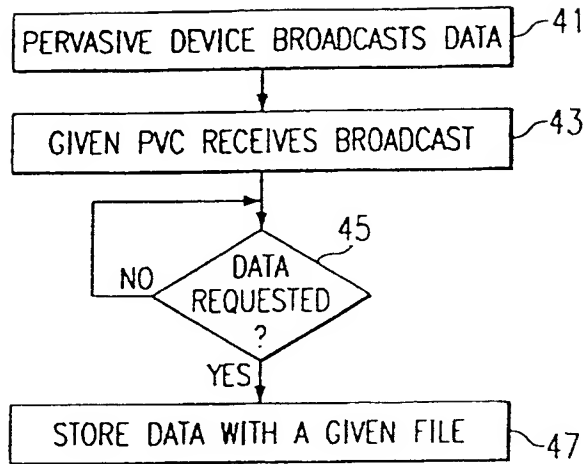 PERVASIVE DEVICE BROADCASTS DATA
41
GIVEN PVC RECEIVES BROADCAST
43
45
DATA
REQUESTED
?
NO
YES
STORE DATA WITH A GIVEN FILE
47